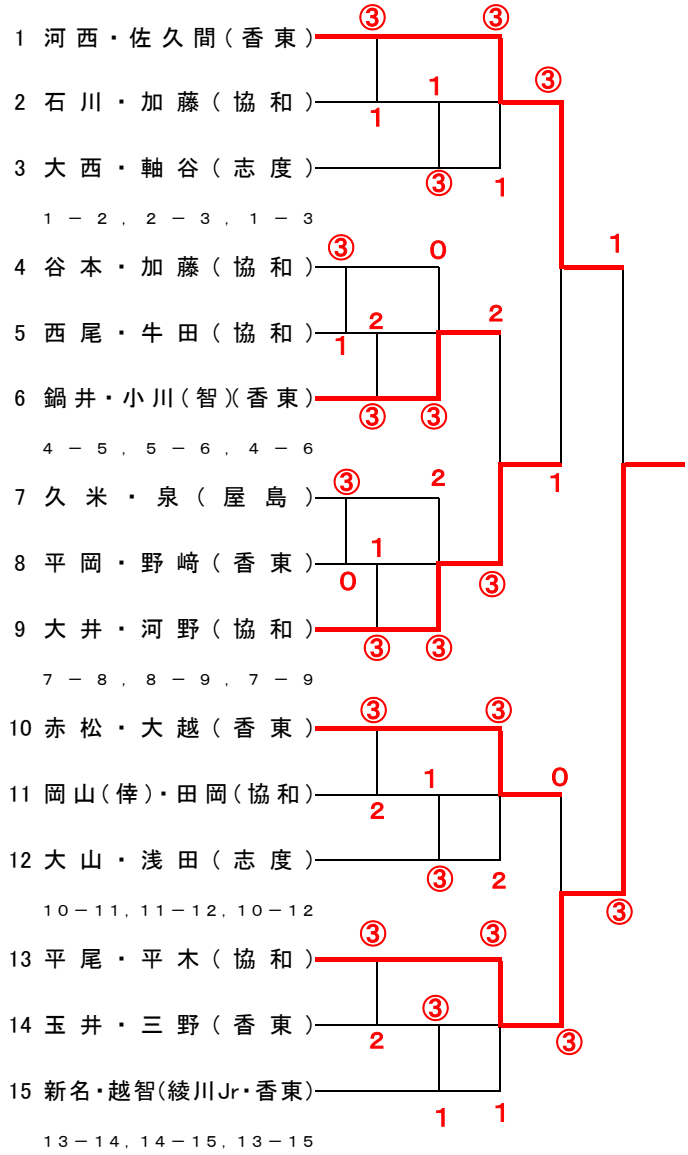 ③ ③
1 河西・佐久間(香東)
③
1
2 石川・加藤(協和)
1
3 大西・軸谷(志度)
③ 1
1－2,2－3,1－3
1
③ 0
4 谷本・加藤(協和)
2 2
5 西尾・牛田(協和)
1
6 鍋井・小川(智)(香東)
③ ③
4－5,5－6,4－6
③ 2 1
7 久米・泉(屋島)
1
8 平岡・野﨑(香東)
0 ③
9 大井・河野(協和)
③ ③
7－8,8－9,7－9
③ ③
10 赤松・大越(香東)
1 0
11 岡山(倖)・田岡(協和)
2
12 大山・浅田(志度)
③ 2
10－11,11－12,10－12
③
③ ③
13 平尾・平木(協和)
③
14 玉井・三野(香東)
2 ③
15 新名・越智(綾川Jr・香東)
1 1
13－14,14－15,13－15